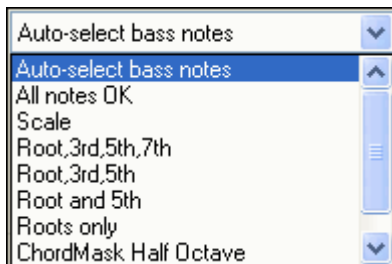 Auto-select bass notes
Auto-select bass notes
All notes OK
Scale
Root,3rd,5th,7th
Root,3rd,5th
Root and 5th
Roots only
ChordMask Half Octave